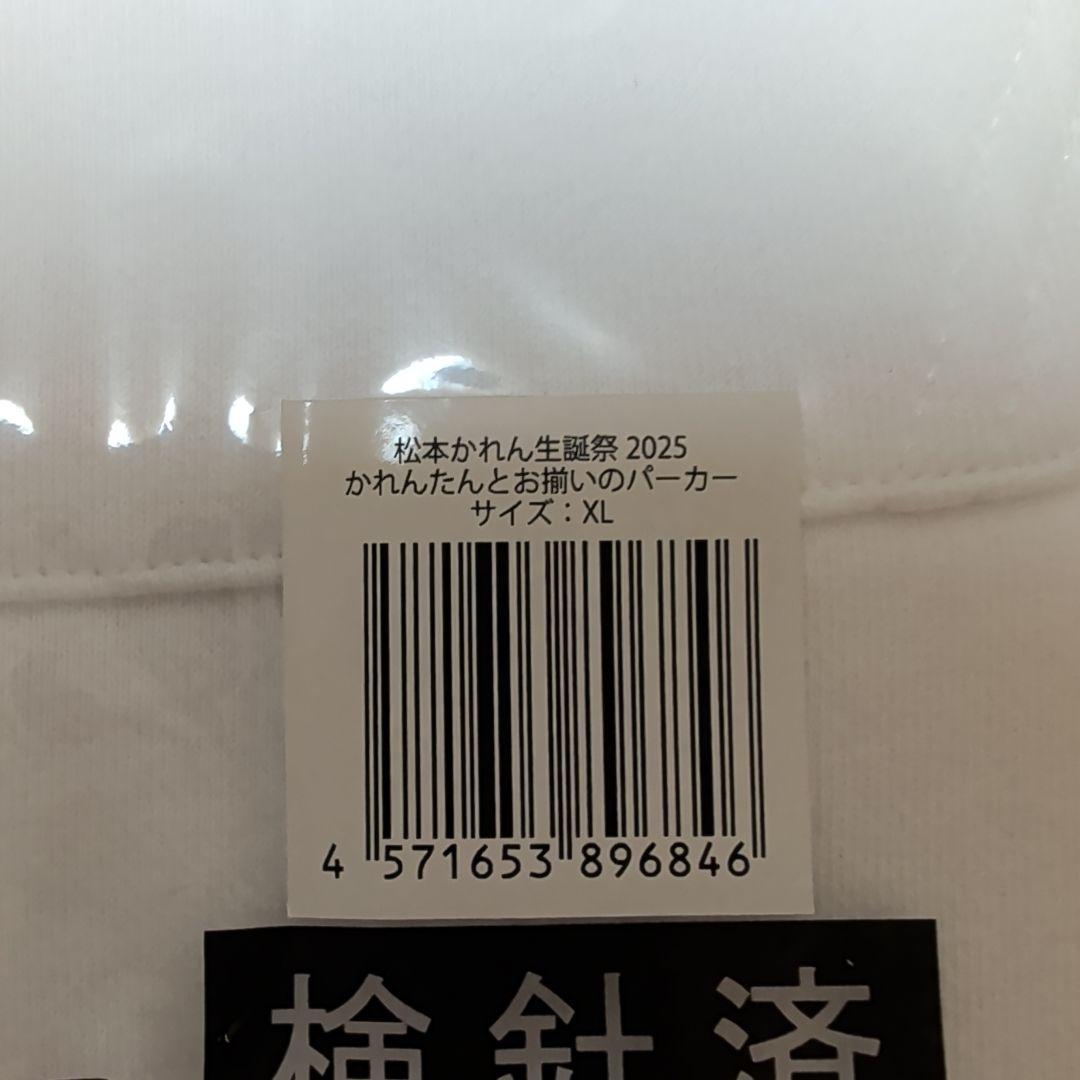 松本かれん生誕祭 2025
かれんたんとお揃いのパーカー
サイズ：XL
4 571653 896846
検針済